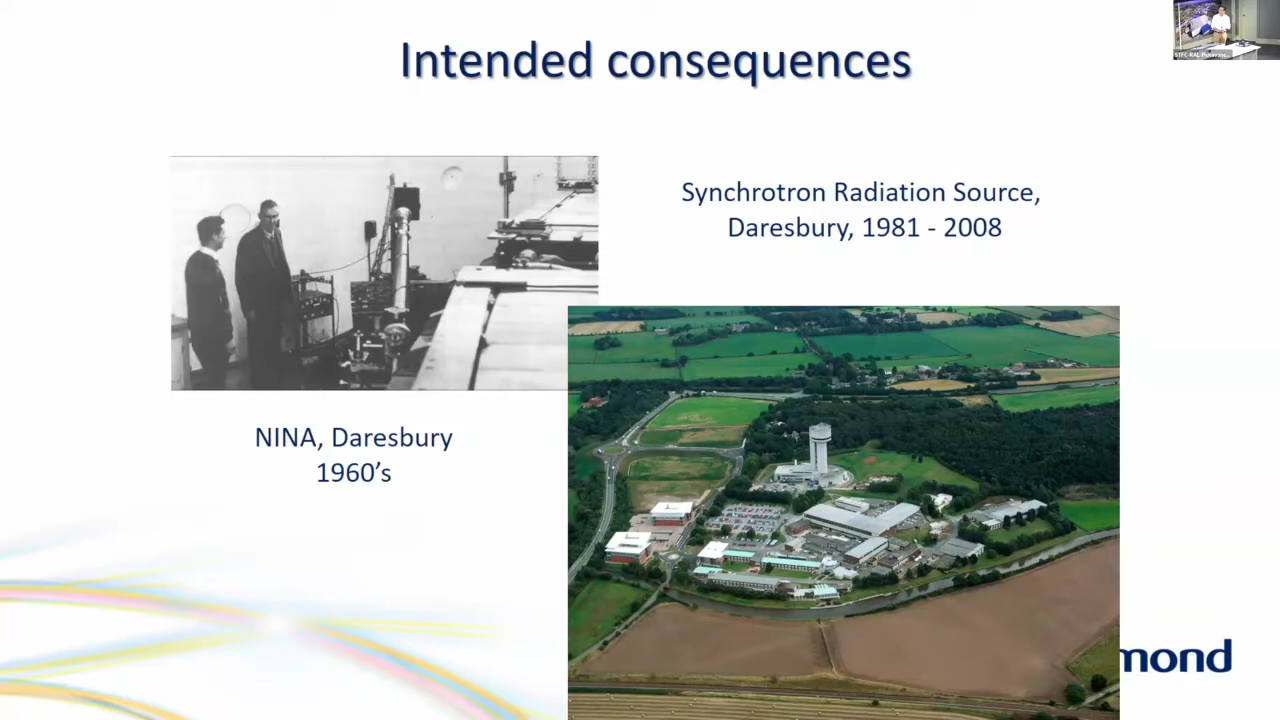 Intended consequences
Synchrotron Radiation Source,
Daresbury, 1981 - 2008
NINA, Daresbury
1960's
mond